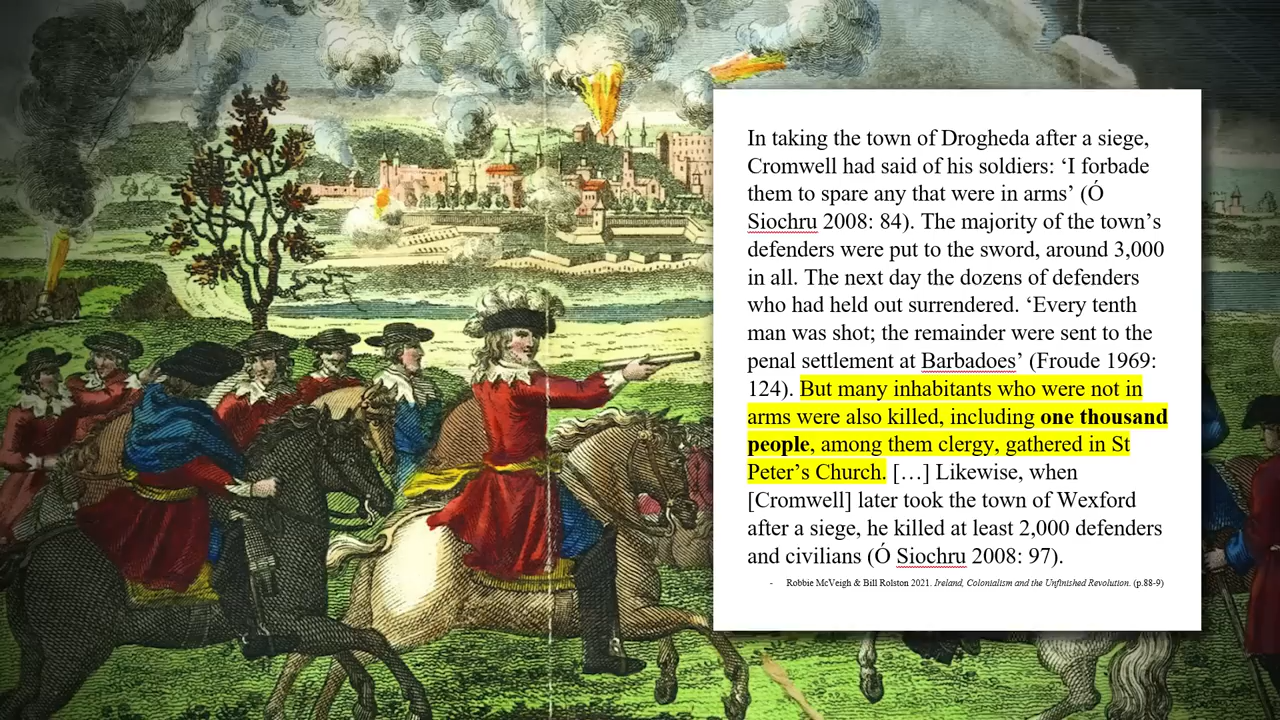 In taking the town of Drogheda after a siege,
Cromwell had said of his soldiers: ‘I forbade
them to spare any that were in arms’ (Ó
Siochru 2008: 84). The majority of the town’s
defenders were put to the sword, around 3,000
in all. The next day the dozens of defenders
who had held out surrendered. ‘Every tenth
man was shot; the remainder were sent to the
penal settlement at Barbadoes’ (Froude 1969:
124). But many inhabitants who were not in
arms were also killed, including one thousand
people, among them clergy, gathered in St
Peter’s Church. […] Likewise, when
[Cromwell] later took the town of Wexford
after a siege, he killed at least 2,000 defenders
and civilians (Ó Siochru 2008: 97).
- Robbie McVeigh & Bill Rolston 2021. Ireland, Colonialism and the Unfinished Revolution. (p.88-9)